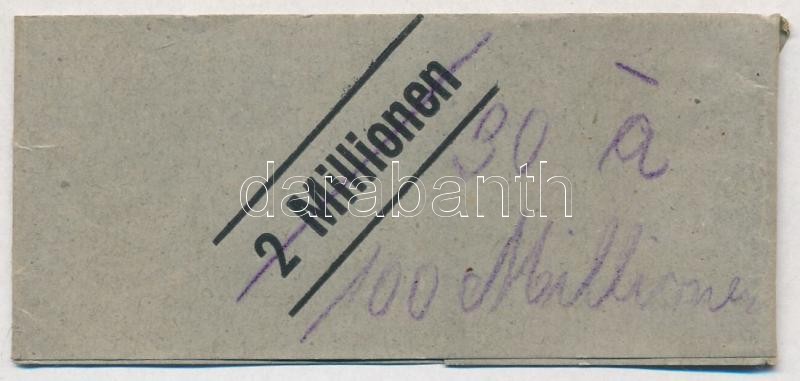 2 Millionen
30 à
100 Millionen
darabanth